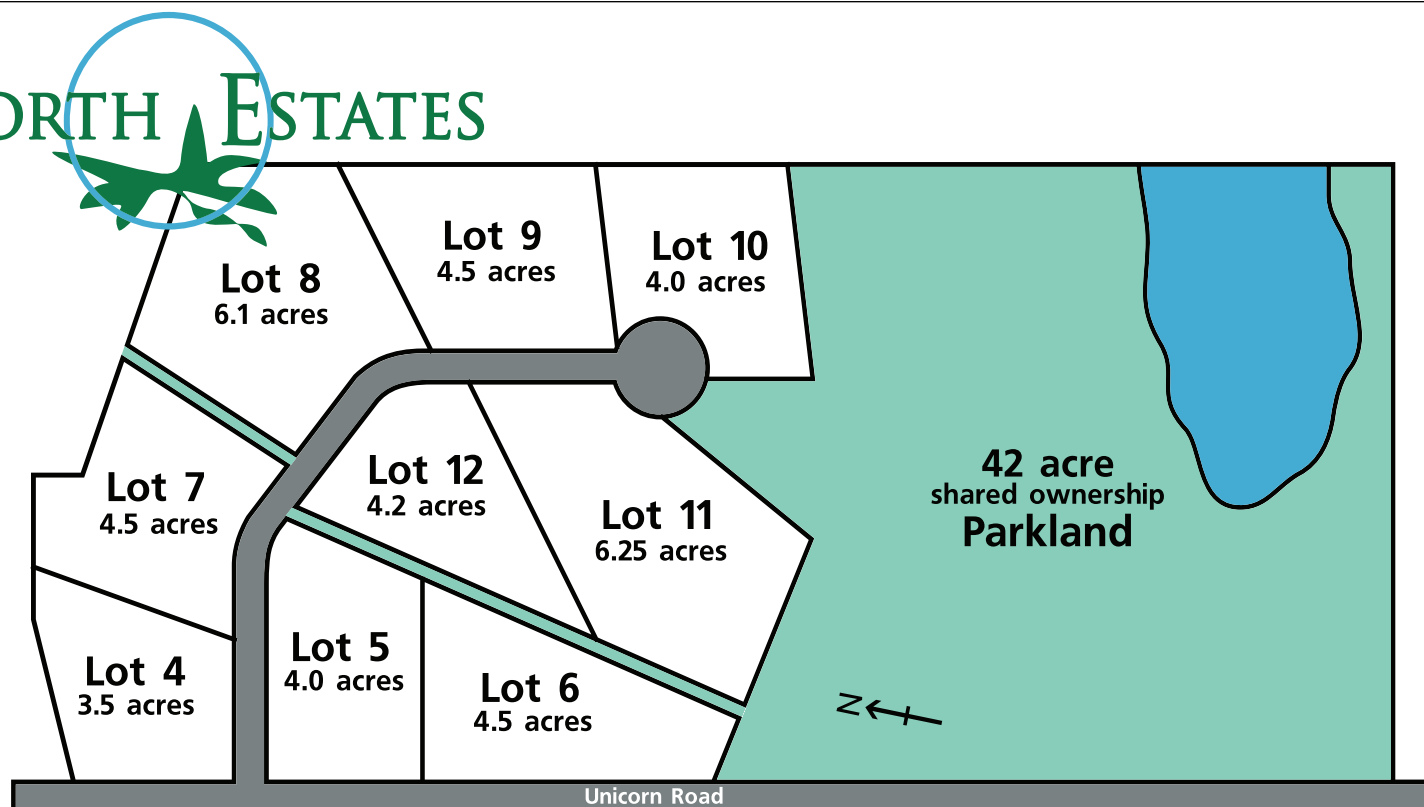 ORTH ESTATES
Lot 9
4.5 acres
Lot 10
4.0 acres
Lot 8
6.1 acres
Lot 12
4.2 acres
42 acre
shared ownership
Parkland
Lot 7
4.5 acres
Lot 11
6.25 acres
Lot 5
4.0 acres
Lot 4
3.5 acres
Lot 6
4.5 acres
N
Unicorn Road